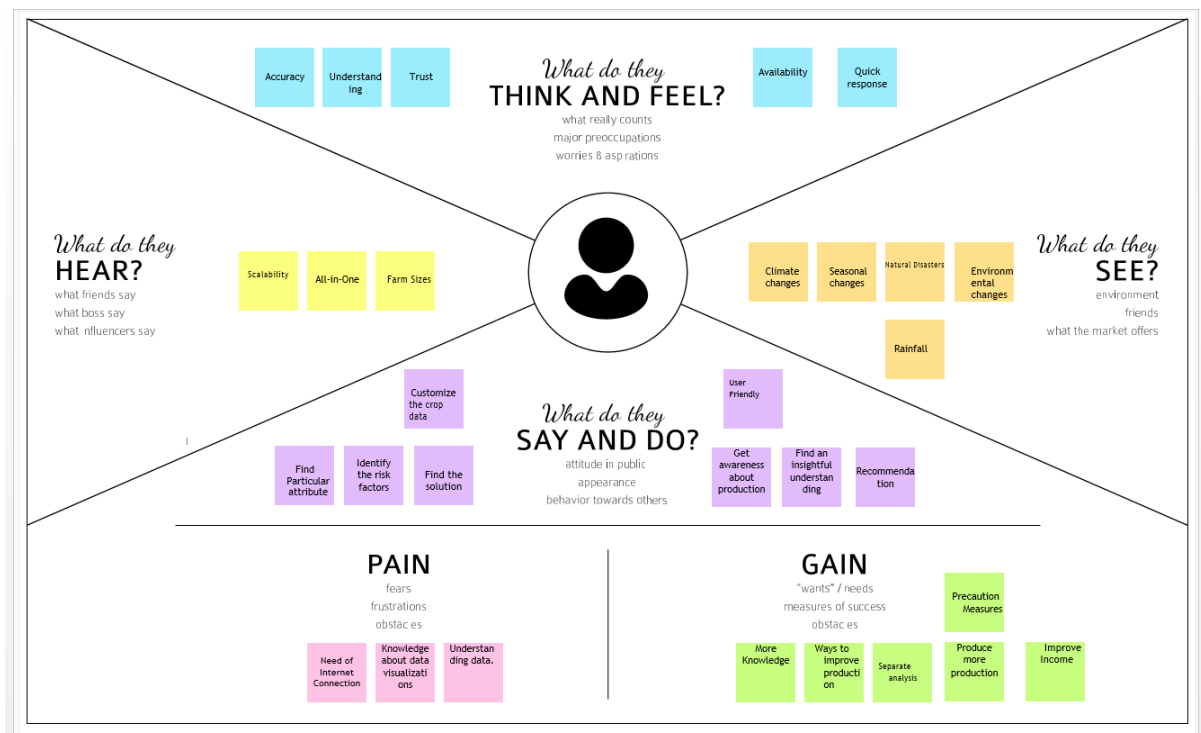 Accuracy
Understand
ing
Trust
What do they
THINK AND FEEL?
what really counts
major preoccupations
worries & asp rations
Availability
Quick
response
What do they
HEAR?
what friends say
what boss say
what nfluencers say
Scalability
All-in-One
Farm Sizes
Climate
changes
Seasonal
changes
Natural Disasters
Environm
ental
changes
Rainfall
What do they
SEE?
environment
friends
what the market offers
Customize
the crop
data
Find
Particular
attribute
Identify
the risk
factors
Find the
solution
What do they
SAY AND DO?
attitude in public
appearance
behavior towards others
User
Friendly
Get
awareness
about
production
Find an
insightful
understan
ding
Recommenda
tion
PAIN
fears
frustrations
obstac es
Need of
Internet
Connection
Knowledge
about data
visualizati
ons
Understan
ding data.
GAIN
"wants" / needs
measures of success
obstac es
Precaution
Measures
More
Knowledge
Ways to
improve
producti
on
Separate
analysis
Produce
more
production
Improve
Income